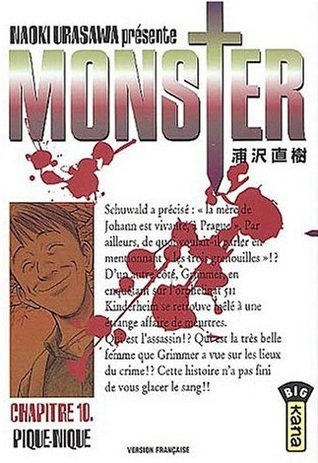 NAOKI URASAWA présente
MONSTER
浦沢直樹
Schuwald a précisé : « la mère de
Johann est vivante, à Prague ». Par
ailleurs, de quoi voulait-il parler en
mentionnant « les trois grenouilles »!?
D'un autre côté, Grimmer, en
enquêtant sur l'orphelinat 511
Kinderheim se retrouve mêlé à une
étrange affaire de meurtres.
Qui est l'assassin!? Qui est la très belle
femme que Grimmer a vue sur les lieux
du crime!? Cette histoire n'a pas fini
de vous glacer le sang!!
CHAPITRE 10.
PIQUE-NIQUE
BIG
Kana
VERSION FRANÇAISE